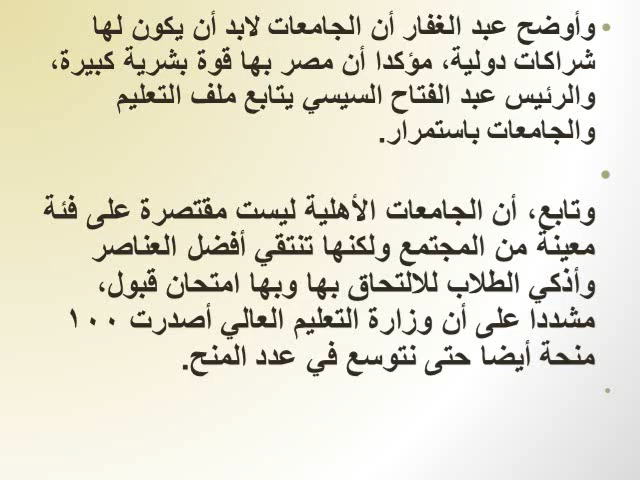 • وأوضح عبد الغفار أن الجامعات لابد أن يكون لها
شراكات دولية، مؤكدا أن مصر بها قوة بشرية كبيرة،
والرئيس عبد الفتاح السيسي يتابع ملف التعليم
والجامعات باستمرار.
•
وتابع، أن الجامعات الأهلية ليست مقتصرة على فئة
معينة من المجتمع ولكنها تنتقي أفضل العناصر
وأذكي الطلاب للالتحاق بها وبها امتحان قبول،
مشددا على أن وزارة التعليم العالي أصدرت ١٠٠
منحة أيضا حتى نتوسع في عدد المنح.
•